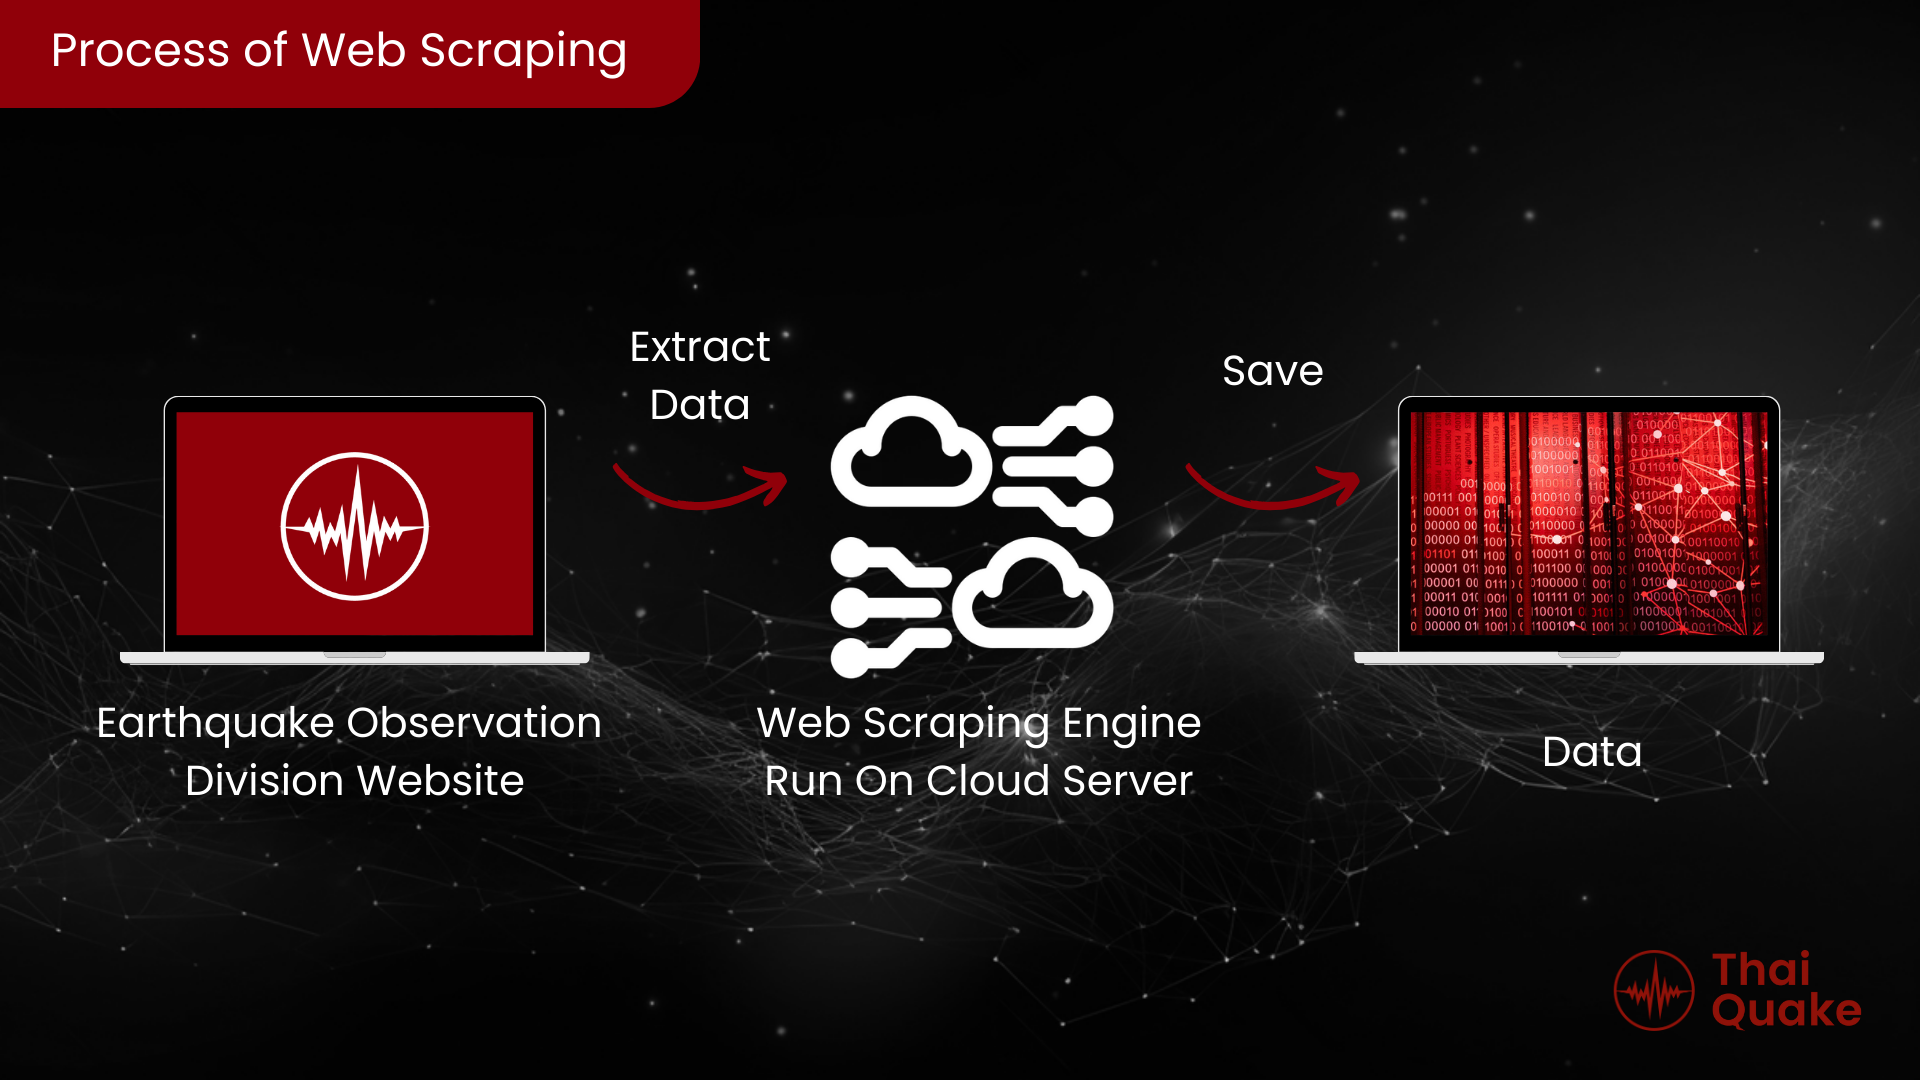 Process of Web Scraping
Extract
Data
Save
Earthquake Observation
Division Website
Web Scraping Engine
Run On Cloud Server
Data
Thai
Quake